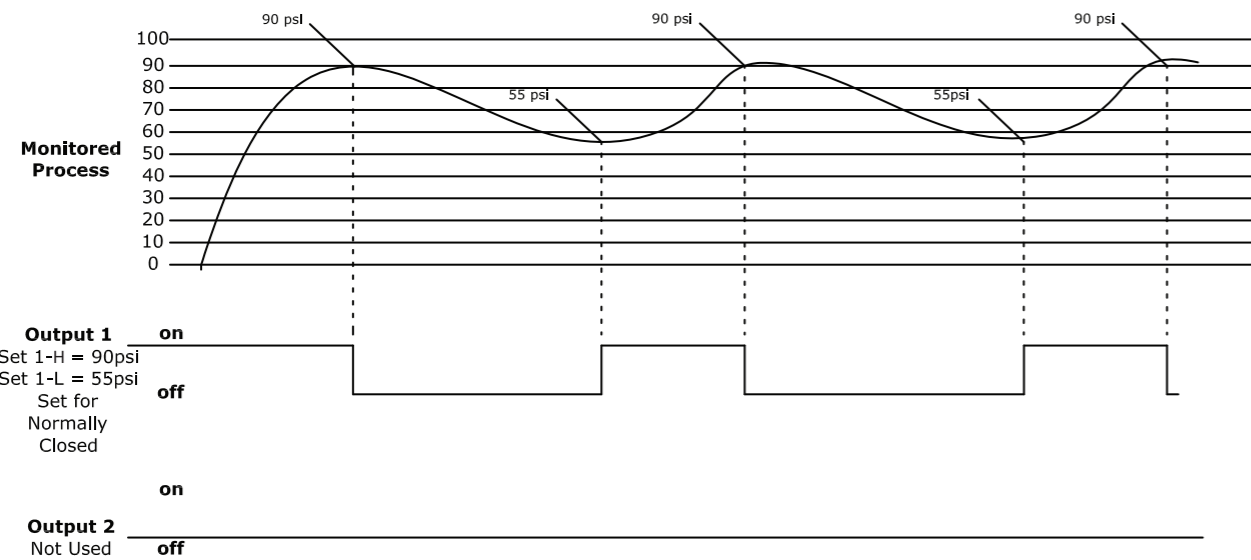 90 psi
90 psi
90 psi
100
90
80
70
60
50
40
30
20
10
0
55 psi
55psi
Monitored
Process
Output 1
Set 1-H = 90psi
Set 1-L = 55psi
Set for
Normally
Closed
on
off
on
Output 2
Not Used
off